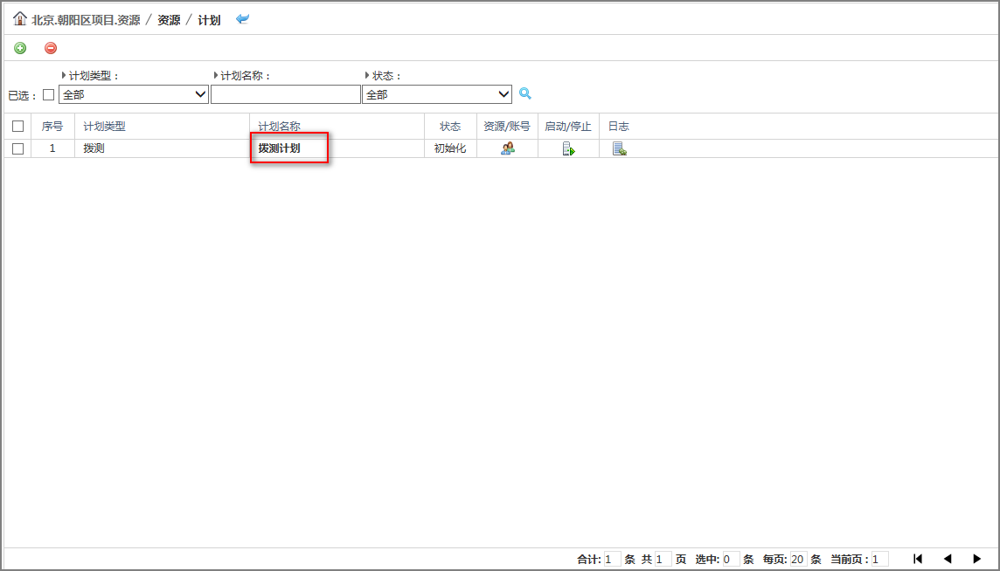 北京.朝阳区项目.资源 / 资源 / 计划
计划类型： 计划名称： 状态：
已选： 全部 全部
序号 计划类型 计划名称 状态 资源/账号 启动/停止 日志
1 拨测 拨测计划 初始化
合计: 1 条 共 1 页 选中: 0 条 每页: 20 条 当前页: 1